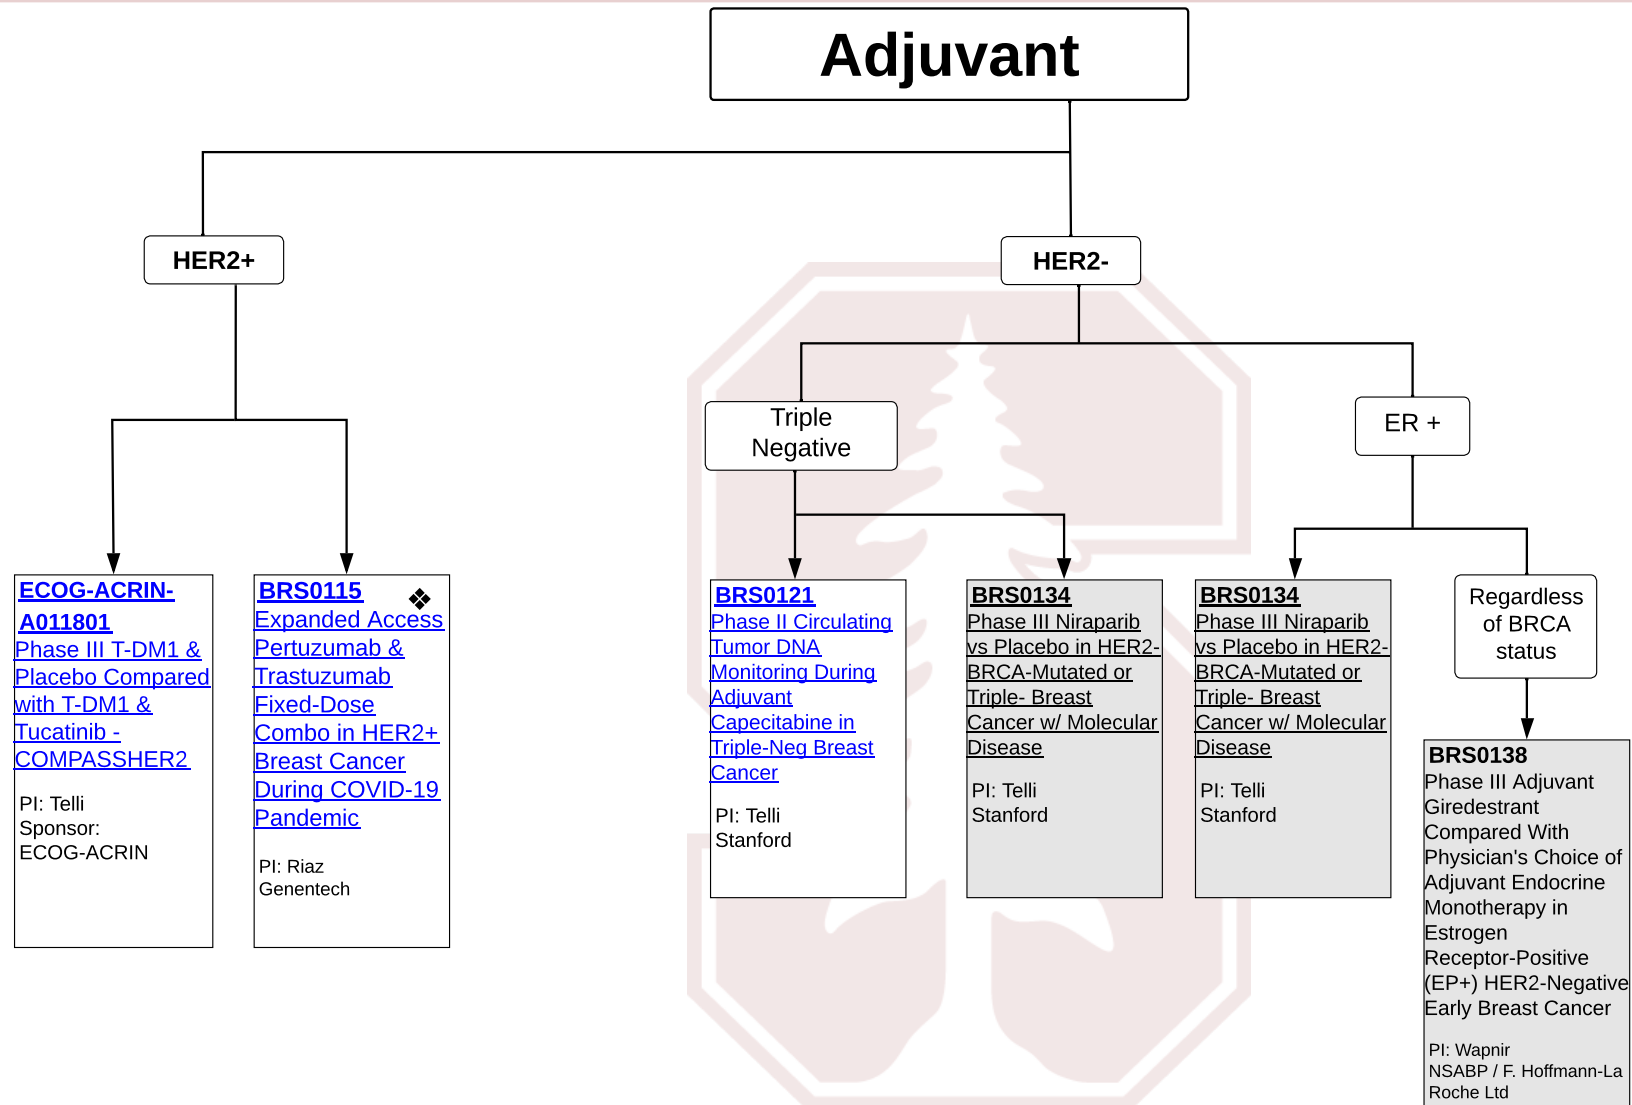 Adjuvant
HER2+
HER2-
Triple
Negative
ER +
ECOG-ACRIN-
A011801
Phase III T-DM1 &
Placebo Compared
with T-DM1 &
Tucatinib -
COMPASSHER2
PI: Telli
Sponsor:
ECOG-ACRIN
BRS0115
Expanded Access
Pertuzumab &
Trastuzumab
Fixed-Dose
Combo in HER2+
Breast Cancer
During COVID-19
Pandemic
PI: Riaz
Genentech
BRS0121
Phase II Circulating
Tumor DNA
Monitoring During
Adjuvant
Capecitabine in
Triple-Neg Breast
Cancer
PI: Telli
Stanford
BRS0134
Phase III Niraparib
vs Placebo in HER2-
BRCA-Mutated or
Triple- Breast
Cancer w/ Molecular
Disease
PI: Telli
Stanford
BRS0134
Phase III Niraparib
vs Placebo in HER2-
BRCA-Mutated or
Triple- Breast
Cancer w/ Molecular
Disease
PI: Telli
Stanford
Regardless
of BRCA
status
BRS0138
Phase III Adjuvant
Giredestrant
Compared With
Physician's Choice of
Adjuvant Endocrine
Monotherapy in
Estrogen
Receptor-Positive
(EP+) HER2-Negative
Early Breast Cancer
PI: Wapnir
NSABP / F. Hoffmann-La
Roche Ltd